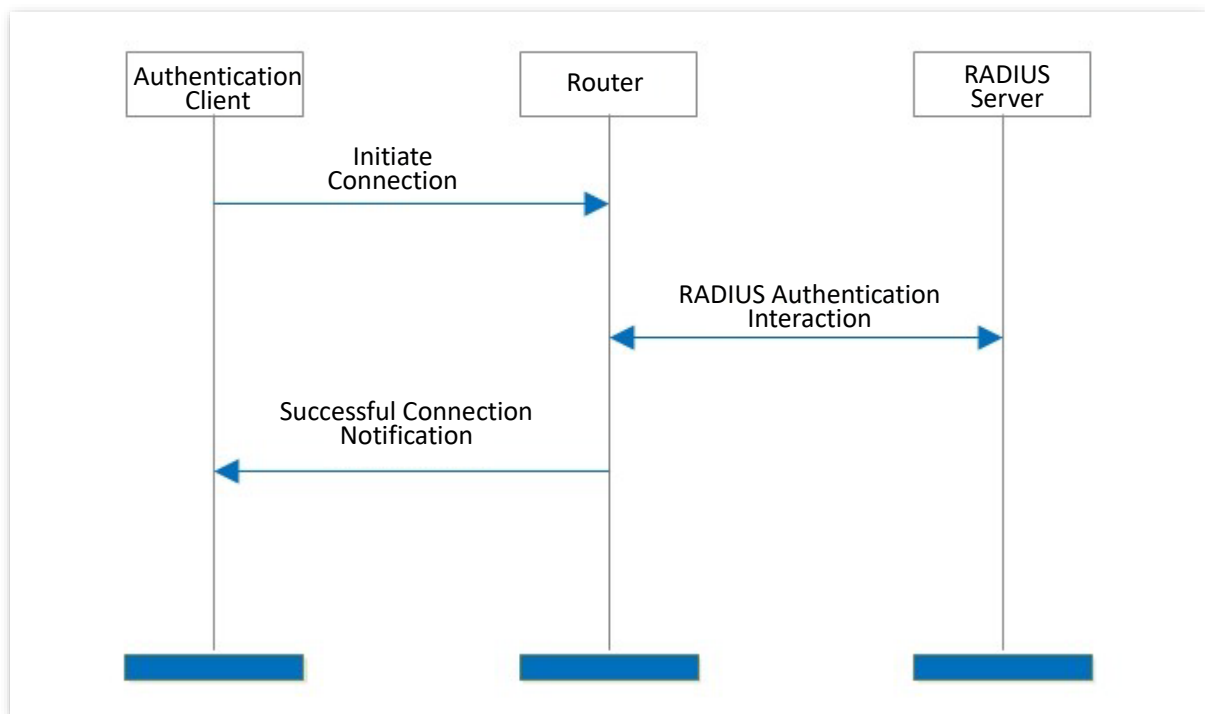 Authentication
Client
Router
RADIUS
Server
Initiate
Connection
RADIUS Authentication
Interaction
Successful Connection
Notification